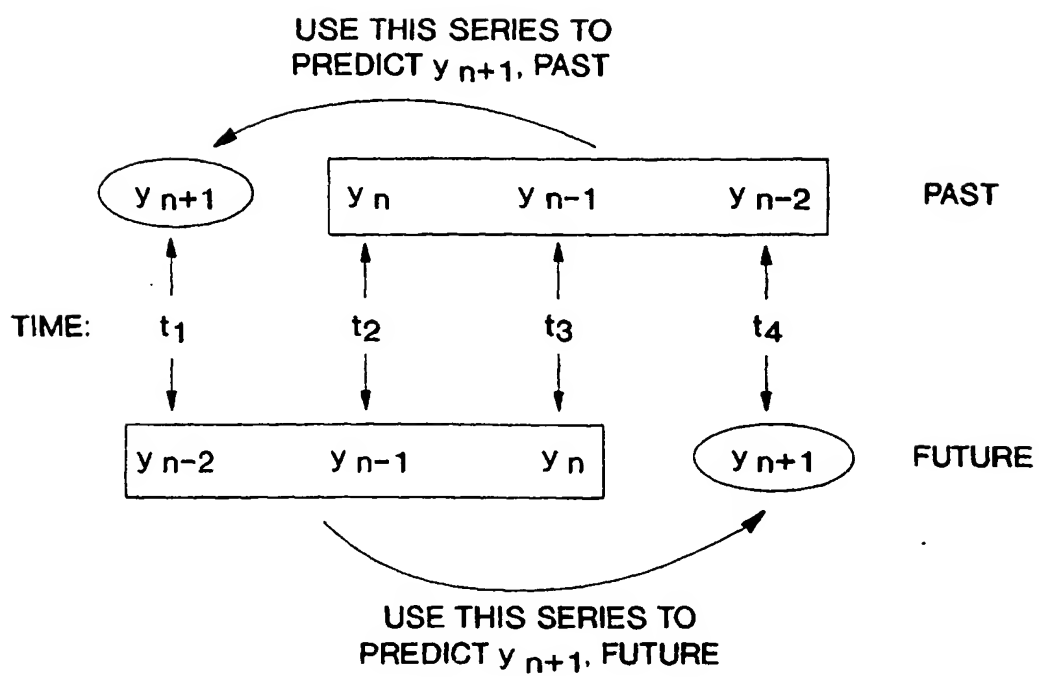 USE THIS SERIES TO
PREDICT y n+1, PAST
y n+1 y n y n-1 y n-2 PAST
TIME: t1 t2 t3 t4
y n-2 y n-1 y n y n+1 FUTURE
USE THIS SERIES TO
PREDICT y n+1, FUTURE